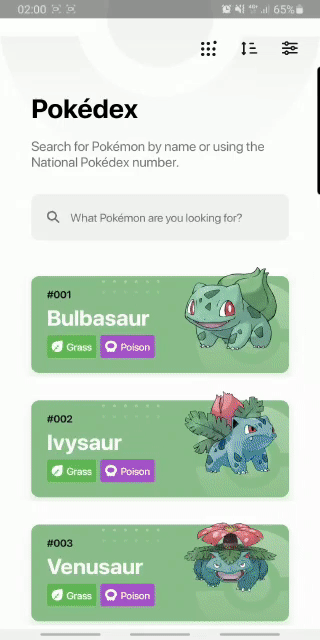 02:00 65%
Pokédex
Search for Pokémon by name or using the
National Pokédex number.
What Pokémon are you looking for?
#001
Bulbasaur
Grass Poison
#002
Ivysaur
Grass Poison
#003
Venusaur
Grass Poison